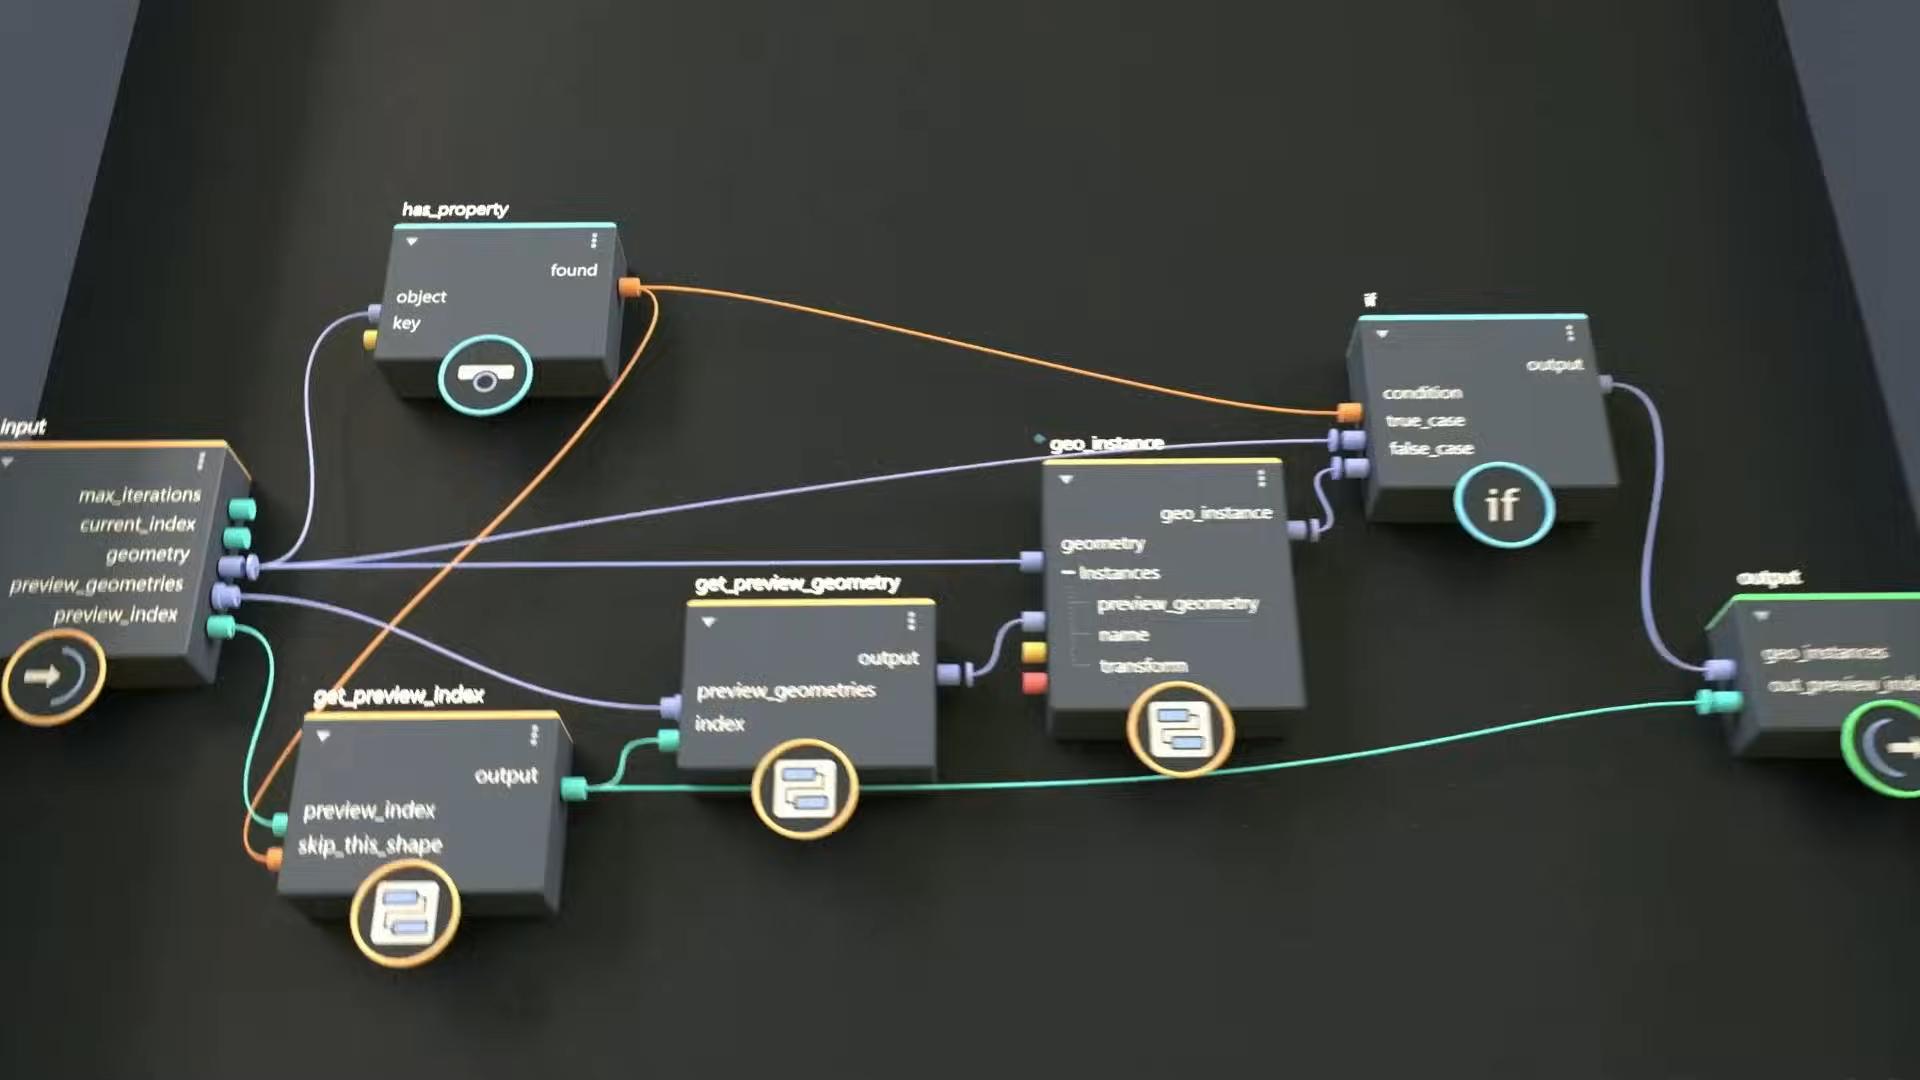 has_property
found
object
key
input
max_iterations
current_index
geometry
preview_geometries
preview_index
get_preview_index
output
preview_index
skip_this_shape
get_preview_geometry
output
preview_geometries
index
geo_instance
geo_instance
geometry
Instances
preview_geometry
name
transform
if
output
condition
true_case
false_case
if
output
geo_instances